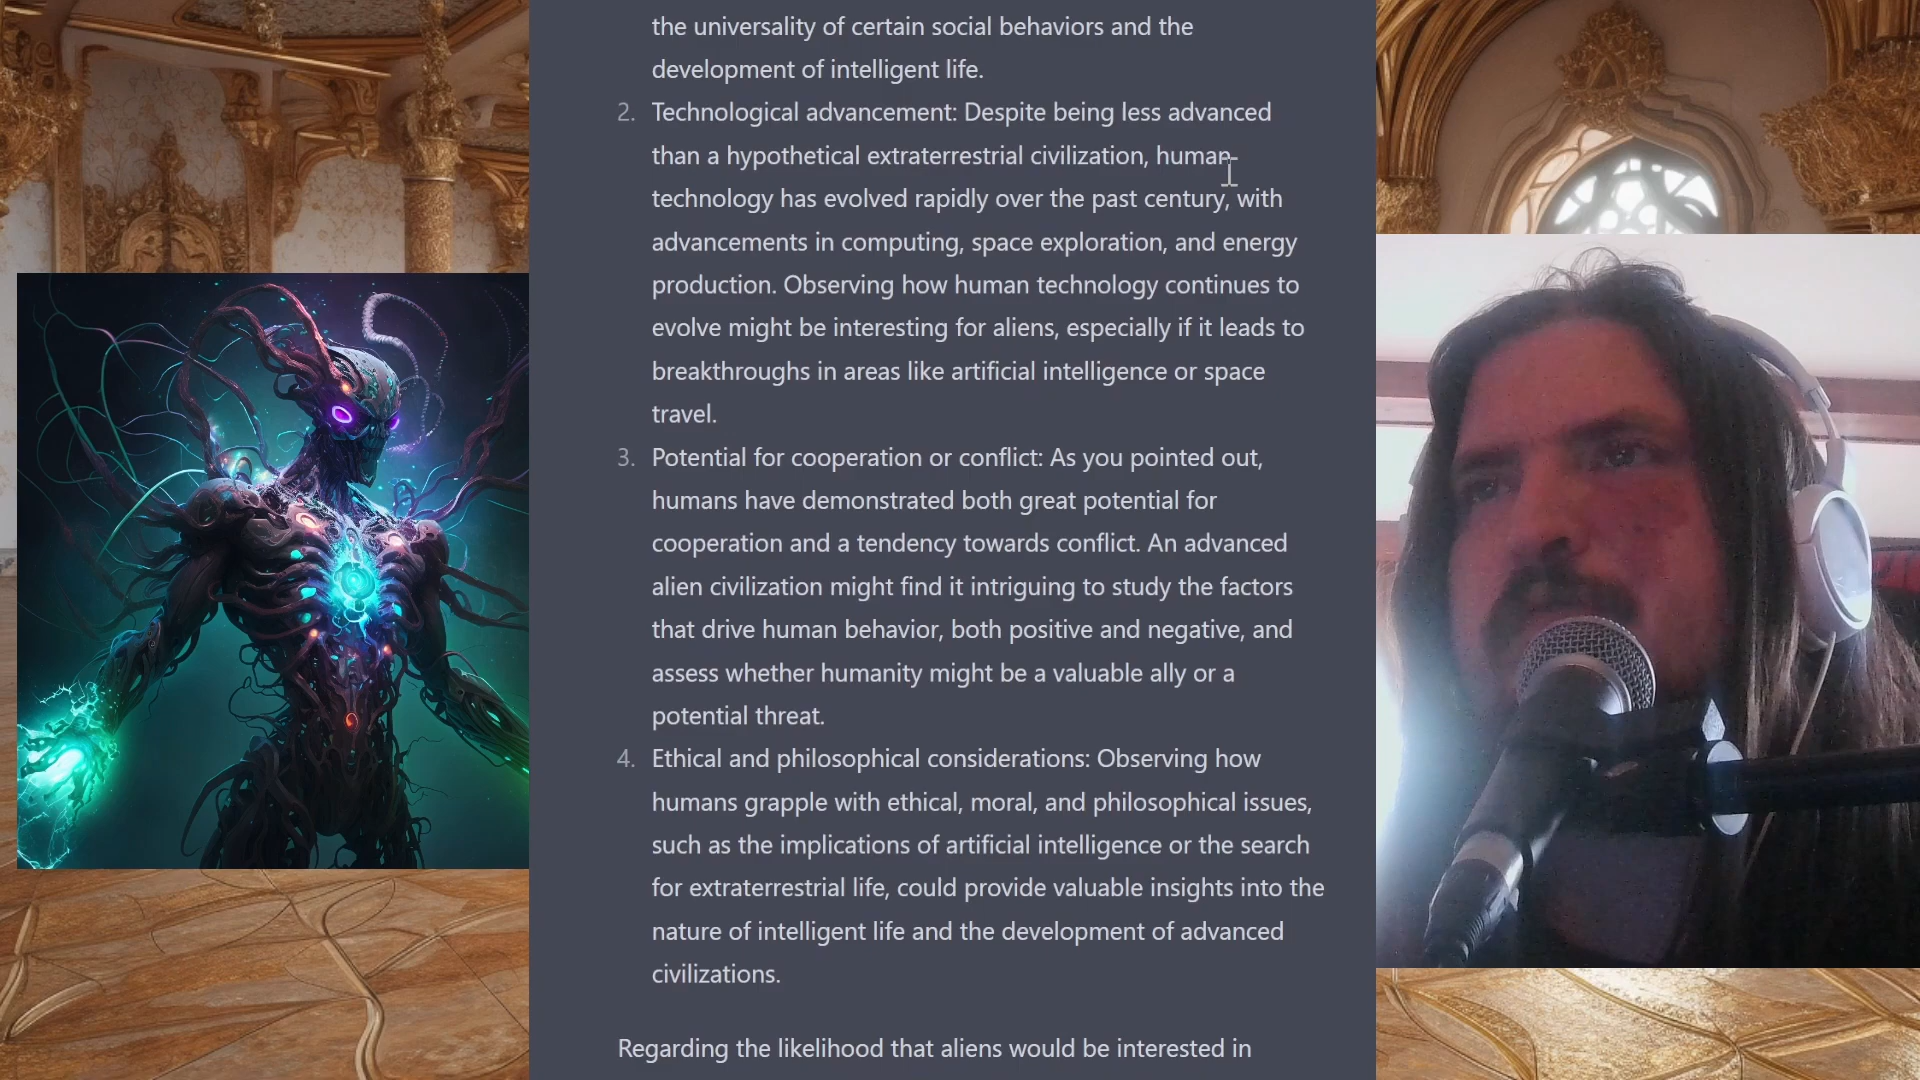 the universality of certain social behaviors and the
development of intelligent life.
2. Technological advancement: Despite being less advanced
than a hypothetical extraterrestrial civilization, human
technology has evolved rapidly over the past century, with
advancements in computing, space exploration, and energy
production. Observing how human technology continues to
evolve might be interesting for aliens, especially if it leads to
breakthroughs in areas like artificial intelligence or space
travel.
3. Potential for cooperation or conflict: As you pointed out,
humans have demonstrated both great potential for
cooperation and a tendency towards conflict. An advanced
alien civilization might find it intriguing to study the factors
that drive human behavior, both positive and negative, and
assess whether humanity might be a valuable ally or a
potential threat.
4. Ethical and philosophical considerations: Observing how
humans grapple with ethical, moral, and philosophical issues,
such as the implications of artificial intelligence or the search
for extraterrestrial life, could provide valuable insights into the
nature of intelligent life and the development of advanced
civilizations.
Regarding the likelihood that aliens would be interested in